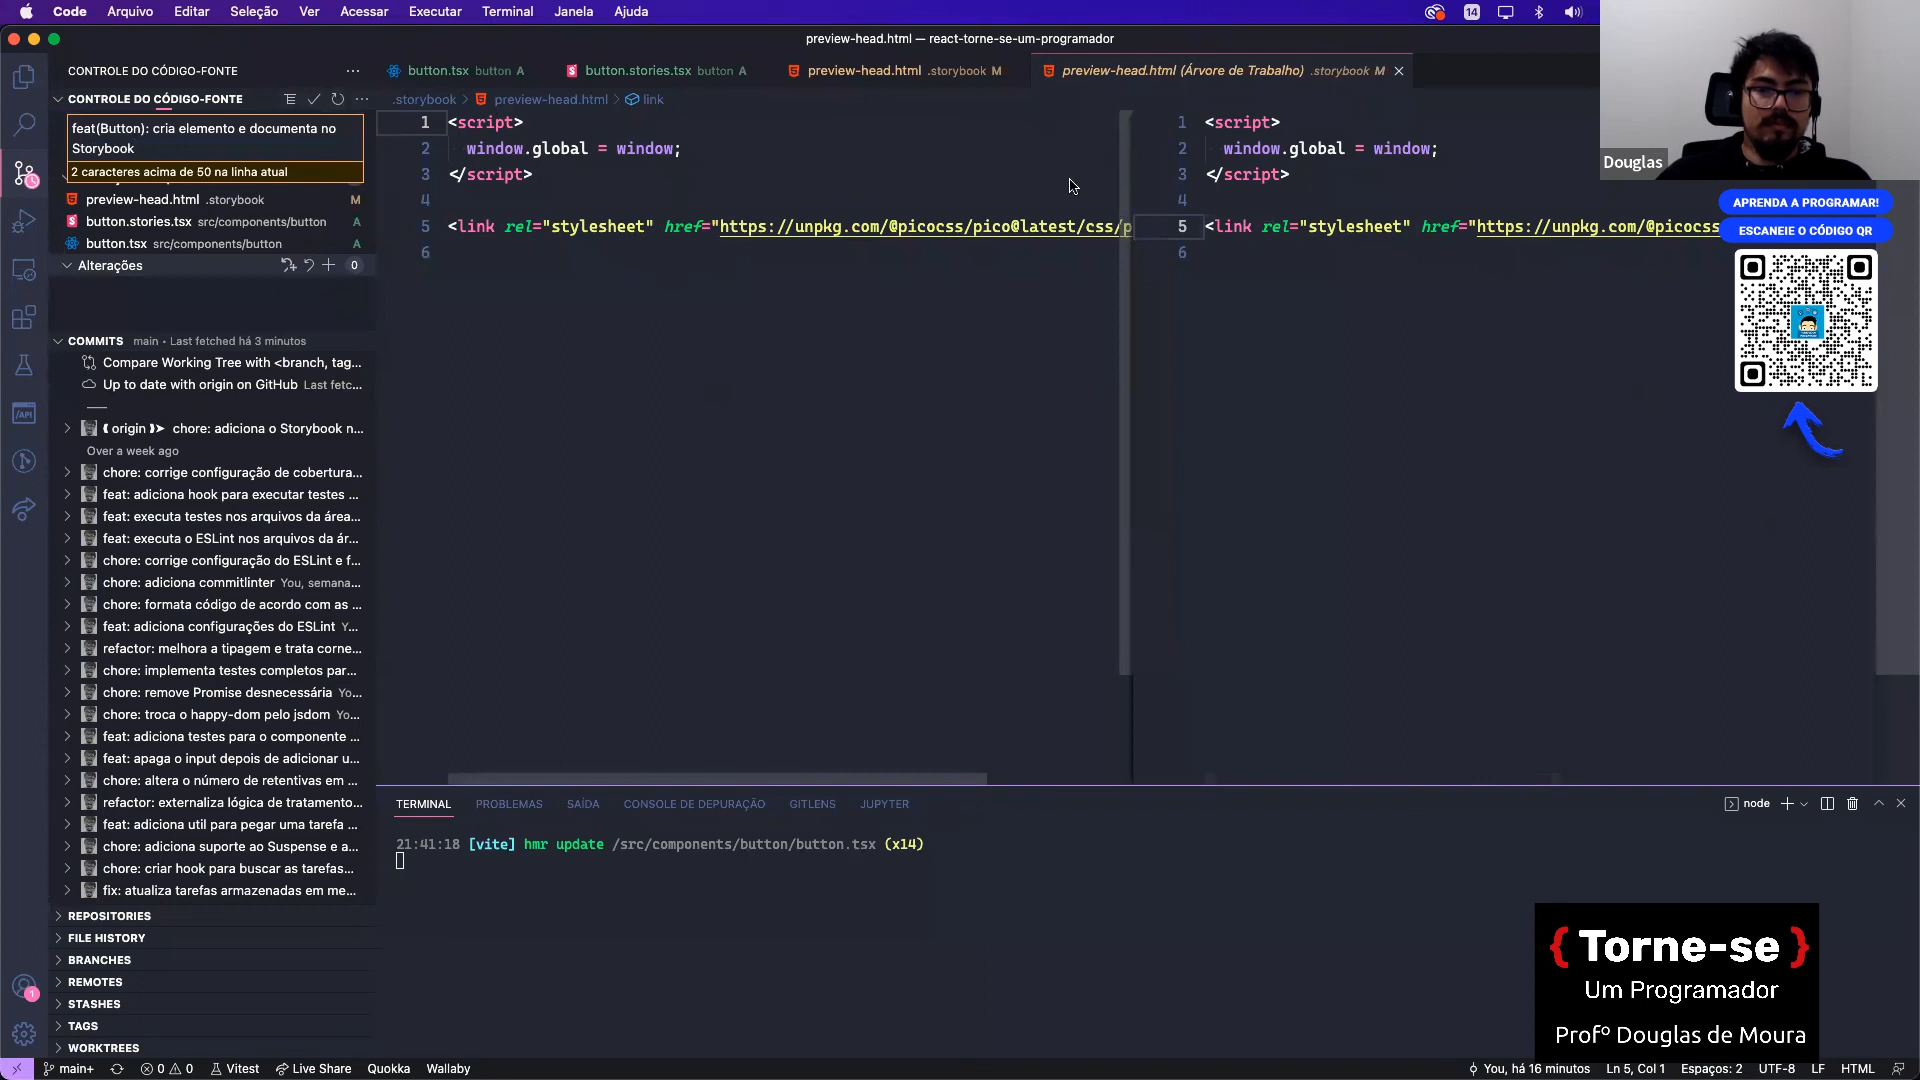 Code Arquivo Editar Seleção Ver Acessar Executar Terminal Janela Ajuda
14
preview-head.html — react-torne-se-um-programador
CONTROLE DO CÓDIGO-FONTE
button.tsx button A
button.stories.tsx button A
preview-head.html .storybook M
preview-head.html (Árvore de Trabalho) .storybook M
CONTROLE DO CÓDIGO-FONTE
.storybook > preview-head.html > link
feat(Button): cria elemento e documenta no
Storybook
2 caracteres acima de 50 na linha atual
preview-head.html .storybook M
button.stories.tsx src/components/button A
button.tsx src/components/button A
Alterações 0
COMMITS main • Last fetched há 3 minutos
Compare Working Tree with <branch, tag...
Up to date with origin on GitHub Last fetc...
origin chore: adiciona o Storybook n...
Over a week ago
chore: corrige configuração de cobertura...
feat: adiciona hook para executar testes ...
feat: executa testes nos arquivos da área...
feat: executa o ESLint nos arquivos da ár...
chore: corrige configuração do ESLint e f...
chore: adiciona commitlinter You, semana...
chore: formata código de acordo com as ...
feat: adiciona configurações do ESLint Y...
refactor: melhora a tipagem e trata corne...
chore: implementa testes completos par...
chore: remove Promise desnecessária Yo...
chore: troca o happy-dom pelo jsdom Yo...
feat: adiciona testes para o componente ...
feat: apaga o input depois de adicionar u...
chore: altera o número de retentivas em ...
refactor: externaliza lógica de tratamento...
feat: adiciona util para pegar uma tarefa ...
chore: adiciona suporte ao Suspense e a...
chore: criar hook para buscar as tarefas...
fix: atualiza tarefas armazenadas em me...
REPOSITORIES
FILE HISTORY
BRANCHES
REMOTES
STASHES
TAGS
WORKTREES
/API
1
1 <script>
2 window.global = window;
3 </script>
4
5 <link rel="stylesheet" href="https://unpkg.com/@picocss/pico@latest/css/p
6
1 <script>
2 window.global = window;
3 </script>
4
5 <link rel="stylesheet" href="https://unpkg.com/@picocss
6
Douglas
APRENDA A PROGRAMAR!
ESCANEIE O CÓDIGO QR
TERMINAL PROBLEMAS SAÍDA CONSOLE DE DEPURAÇÃO GITLENS JUPYTER
node
21:41:18 [vite] hmr update /src/components/button/button.tsx (x14)
{ Torne-se }
Um Programador
Profº Douglas de Moura
main+ 0 0 Vitest Live Share Quokka Wallaby
You, há 16 minutos Ln 5, Col 1 Espaços: 2 UTF-8 LF HTML